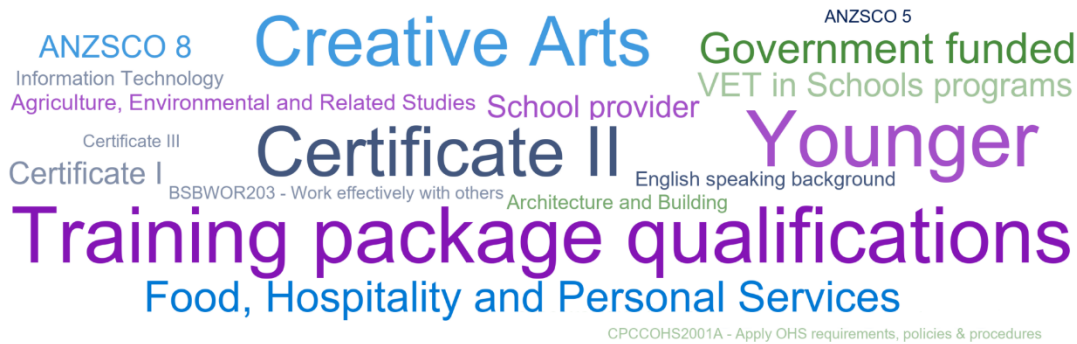 ANZSCO 5
ANZSCO 8
Creative Arts
Government funded
Information Technology
VET in Schools programs
Agriculture, Environmental and Related Studies
School provider
Younger
Certificate III
Certificate II
Certificate I
English speaking background
BSBWOR203 - Work effectively with others
Architecture and Building
Training package qualifications
Food, Hospitality and Personal Services
CPCCOHS2001A - Apply OHS requirements, policies & procedures